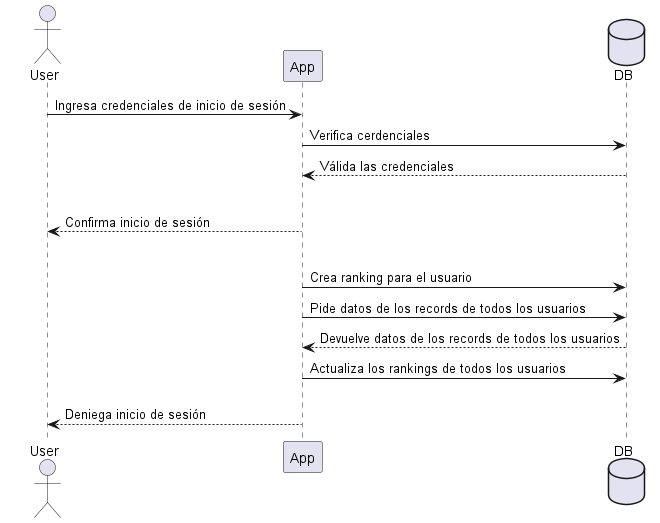 User
App
DB
Ingresa credenciales de inicio de sesión
Verifica cerdenciales
Válida las credenciales
Confirma inicio de sesión
Crea ranking para el usuario
Pide datos de los records de todos los usuarios
Devuelve datos de los records de todos los usuarios
Actualiza los rankings de todos los usuarios
Deniega inicio de sesión
User
App
DB